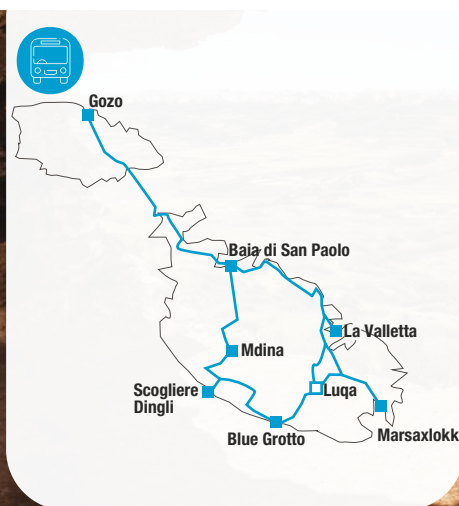 Gozo
Baia di San Paolo
La Valletta
Mdina
Scogliere
Dingli
Luqa
Blue Grotto
Marsaxlokk